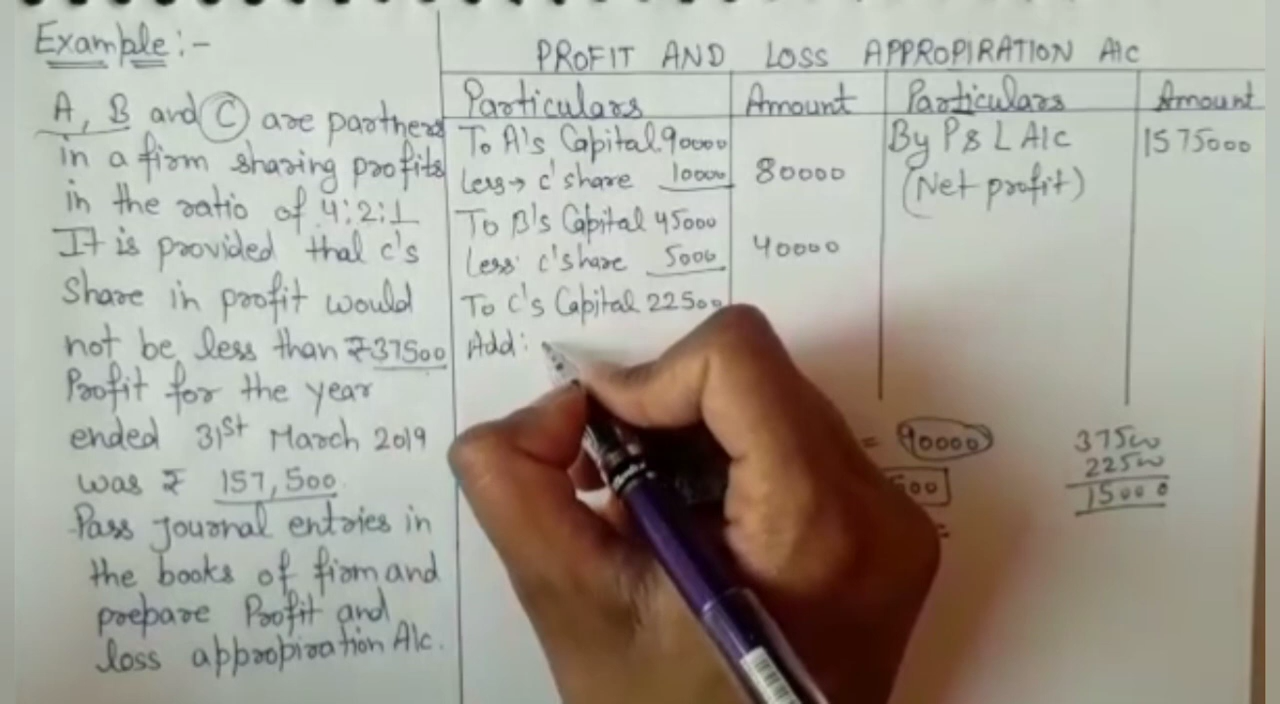 Example:-
A, B and C are partners
in a firm sharing profits
in the ratio of 4:2:1
It is provided that c's
Share in profit would
not be less than ₹37500
Profit for the year
ended 31st March 2019
was ₹ 157,500
Pass journal entries in
the books of firm and
prepare Profit and
loss appropiration A/c.
PROFIT AND LOSS APPROPIRATION A/c
Particulars Amount Particulars Amount
To A's Capital 90000 By P & L A/c 1575000
Less→ c'share 10000 80000 (Net profit)
To B's Capital 45000
Less: c'share 5000 40000
To C's Capital 22500
Add:
= 90000 37500
22500
500 15000
=